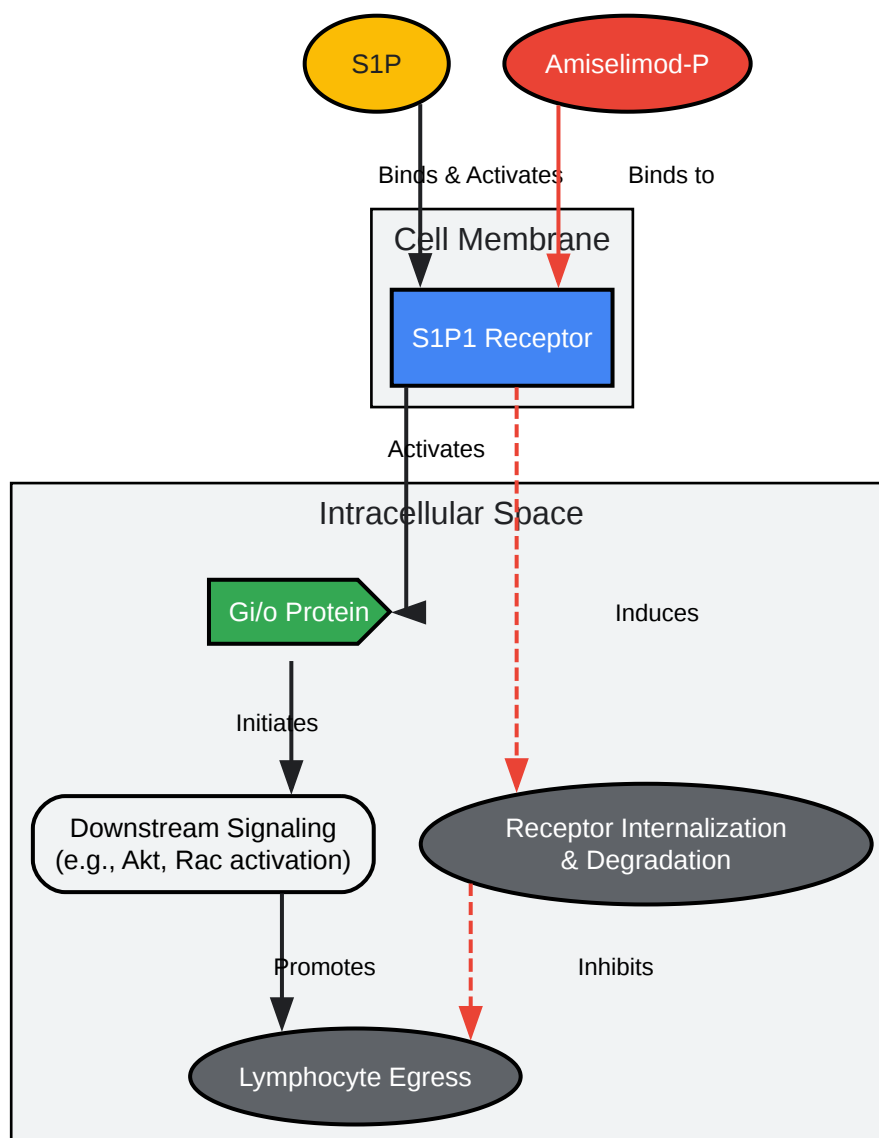 S1P
Amiselimod-P
Binds & Activates
Binds to
Cell Membrane
S1P1 Receptor
Activates
Intracellular Space
Gi/o Protein
Induces
Initiates
Downstream Signaling
(e.g., Akt, Rac activation)
Receptor Internalization
& Degradation
Promotes
Inhibits
Lymphocyte Egress